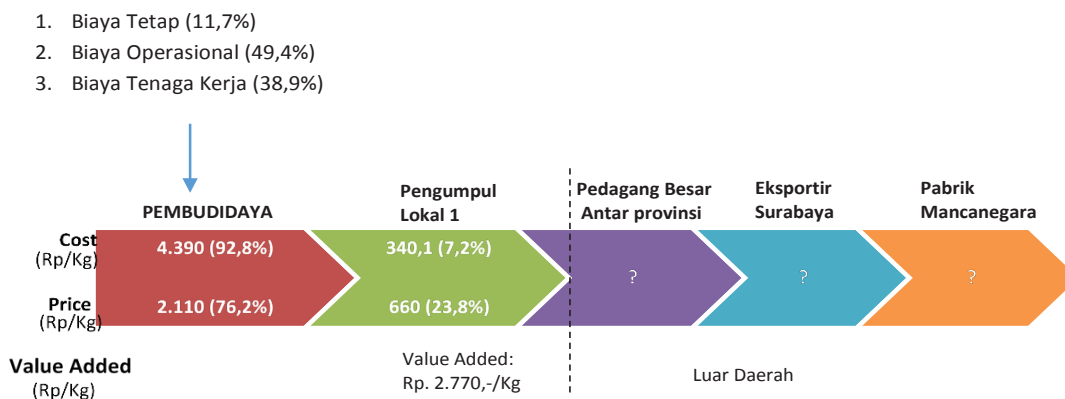 1. Biaya Tetap (11,7%)
2. Biaya Operasional (49,4%)
3. Biaya Tenaga Kerja (38,9%)
PEMBUDIDAYA
Pengumpul
Lokal 1
Pedagang Besar
Antar provinsi
Eksportir
Surabaya
Pabrik
Mancanegara
Cost
(Rp/Kg)
4.390 (92,8%)
340,1 (7,2%)
?
?
?
Price
(Rp/Kg)
2.110 (76,2%)
660 (23,8%)
Value Added
(Rp/Kg)
Value Added:
Rp. 2.770,-/Kg
Luar Daerah